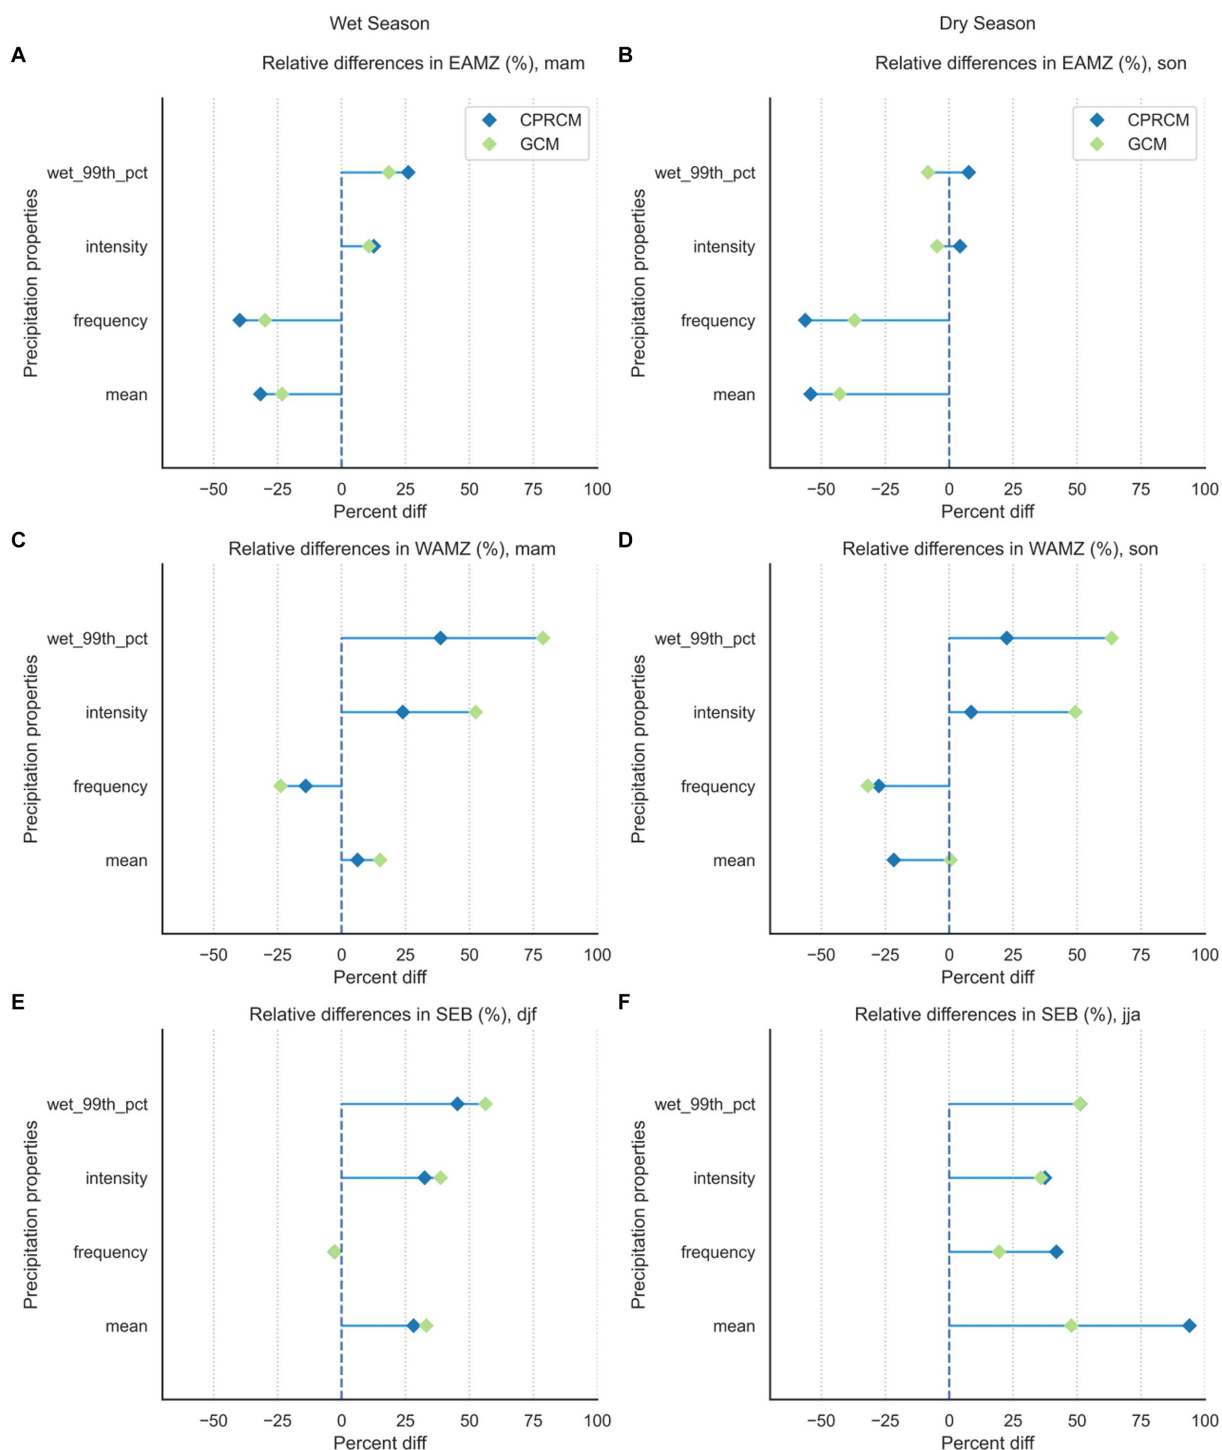 Wet Season
Dry Season
A
Relative differences in EAMZ (%), mam
CPRCM
GCM
Precipitation properties
wet_99th_pct
intensity
frequency
mean
−50 −25 0 25 50 75 100
Percent diff
B
Relative differences in EAMZ (%), son
CPRCM
GCM
Precipitation properties
wet_99th_pct
intensity
frequency
mean
−50 −25 0 25 50 75 100
Percent diff
C
Relative differences in WAMZ (%), mam
Precipitation properties
wet_99th_pct
intensity
frequency
mean
−50 −25 0 25 50 75 100
Percent diff
D
Relative differences in WAMZ (%), son
Precipitation properties
wet_99th_pct
intensity
frequency
mean
−50 −25 0 25 50 75 100
Percent diff
E
Relative differences in SEB (%), djf
Precipitation properties
wet_99th_pct
intensity
frequency
mean
−50 −25 0 25 50 75 100
Percent diff
F
Relative differences in SEB (%), jja
Precipitation properties
wet_99th_pct
intensity
frequency
mean
−50 −25 0 25 50 75 100
Percent diff